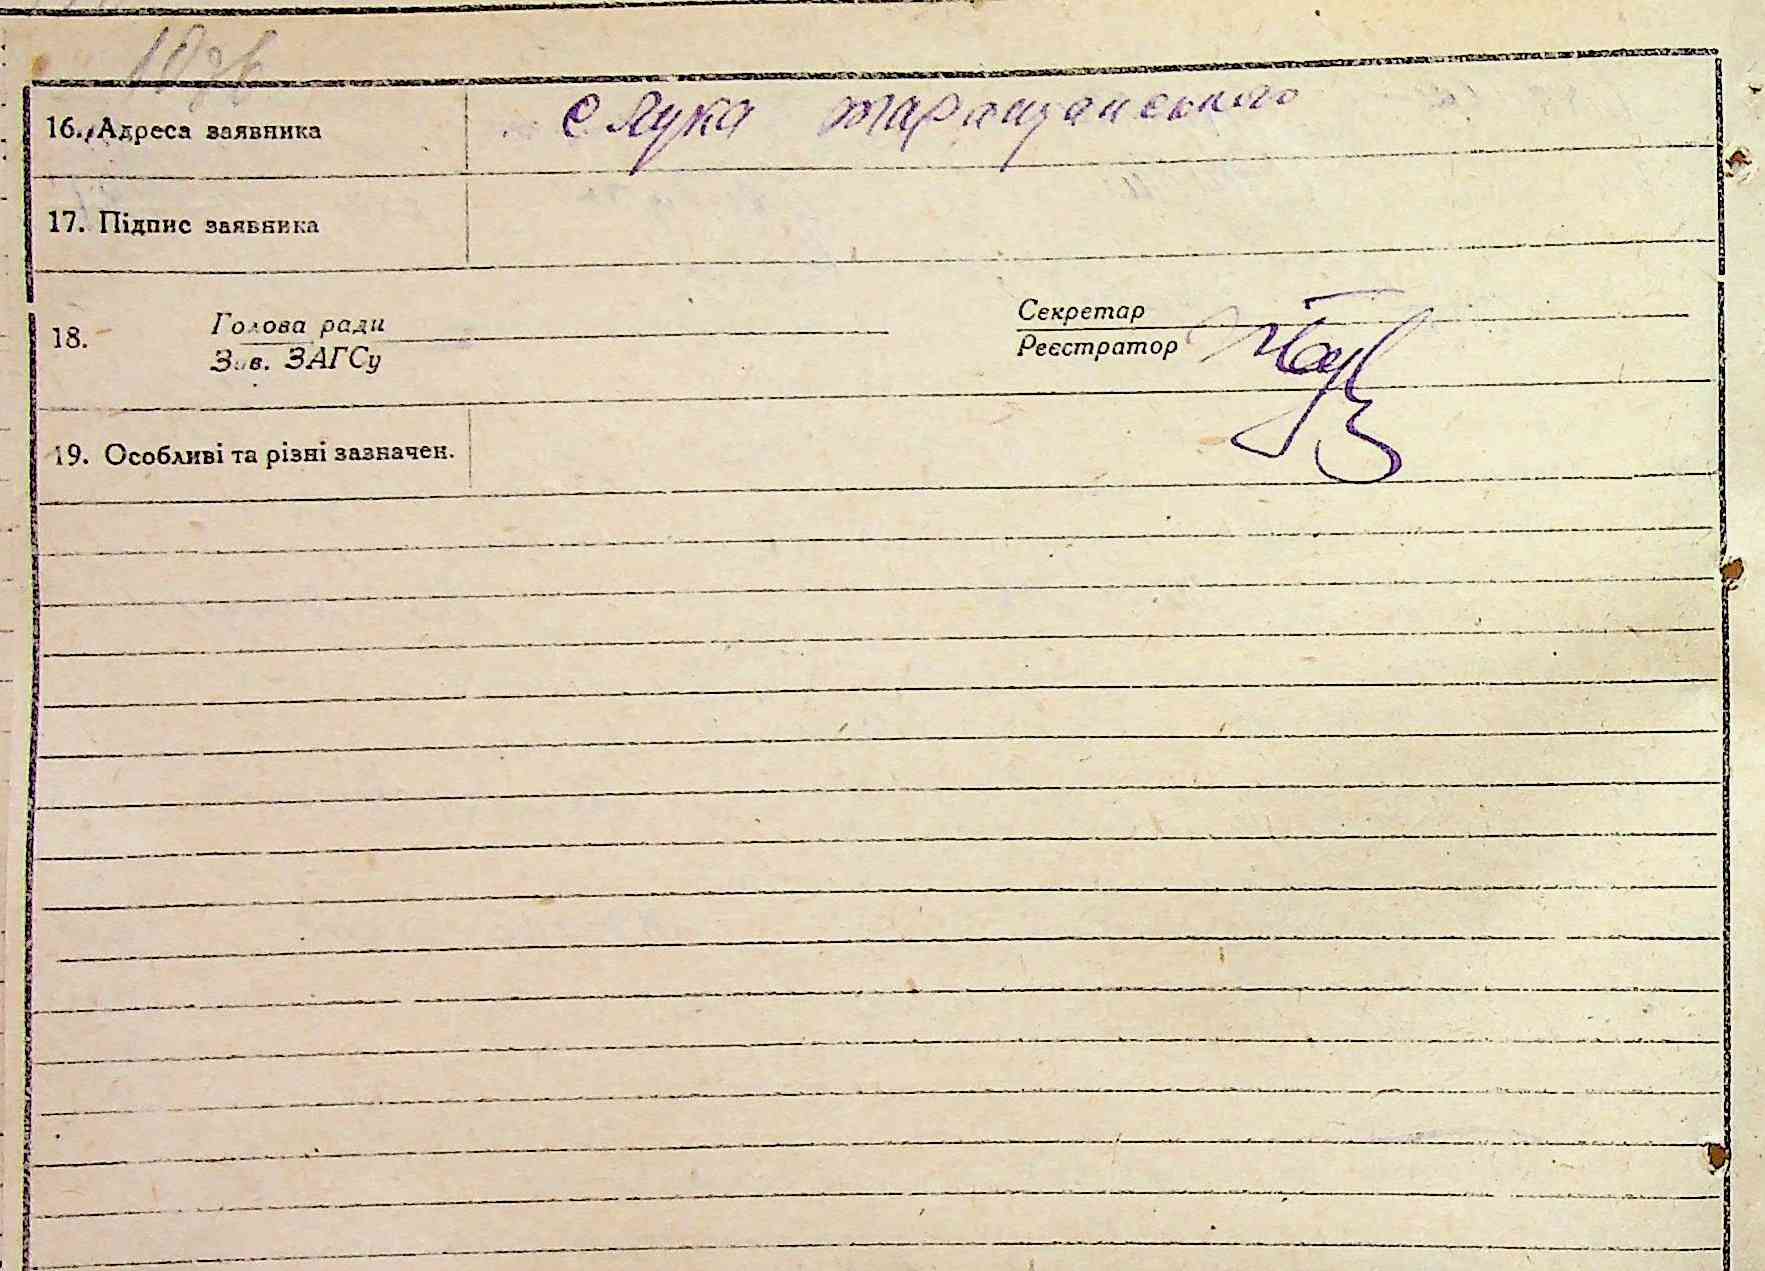 16. Адреса заявника с Лука таращанського
17. Підпис заявника
18. Голова ради Секретар
Зав. ЗАГСу Реєстратор
19. Особливі та різні зазначен.